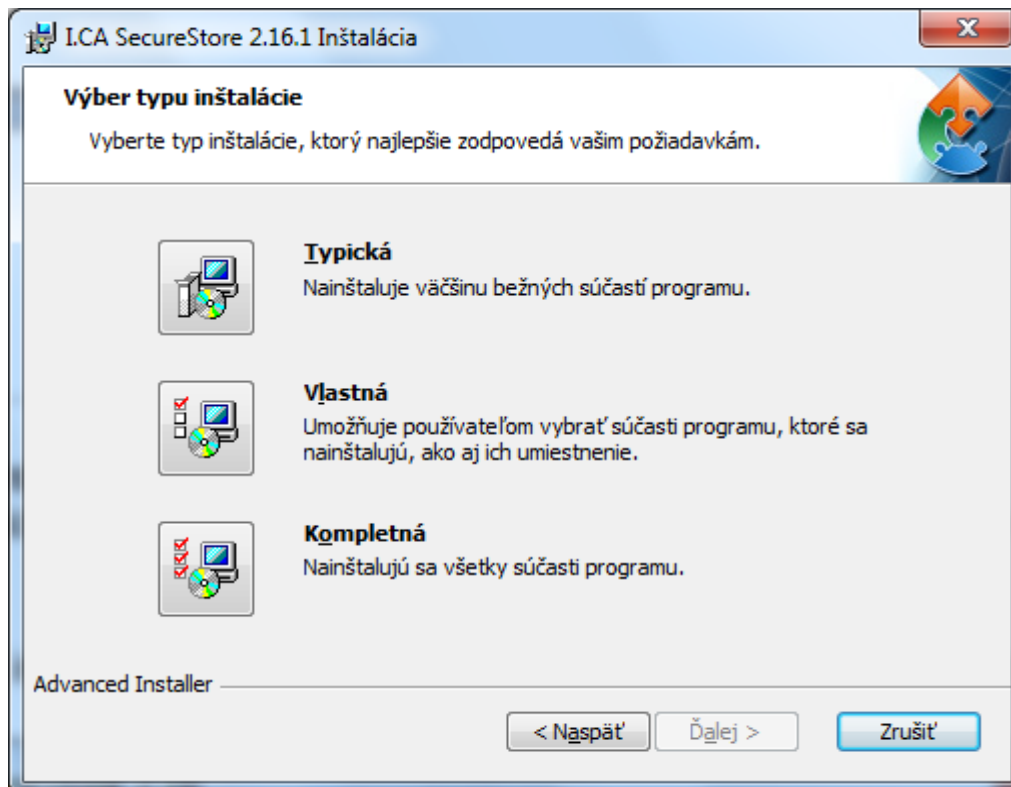 I.CA SecureStore 2.16.1 Inštalácia
Výber typu inštalácie
Vyberte typ inštalácie, ktorý najlepšie zodpovedá vašim požiadavkám.
Typická
Nainštaluje väčšinu bežných súčastí programu.
Vlastná
Umožňuje používateľom vybrať súčasti programu, ktoré sa
nainštalujú, ako aj ich umiestnenie.
Kompletná
Nainštalujú sa všetky súčasti programu.
Advanced Installer
< Naspäť
Ďalej >
Zrušiť